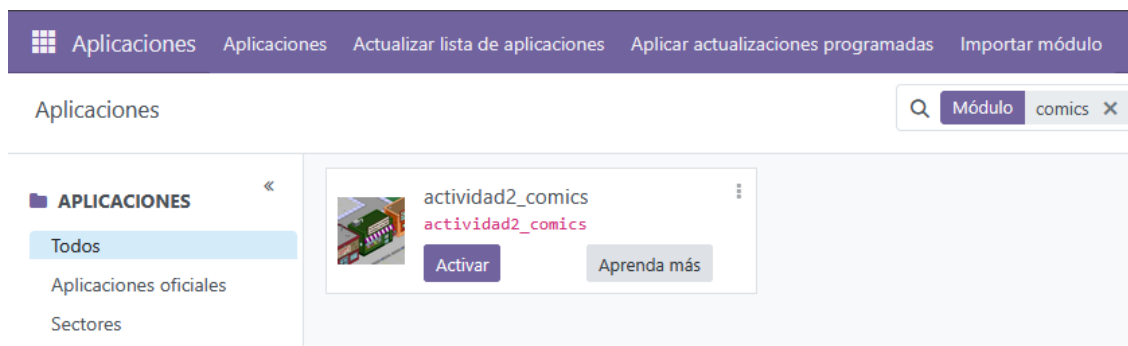 Aplicaciones Aplicaciones Actualizar lista de aplicaciones Aplicar actualizaciones programadas Importar módulo
Aplicaciones Módulo comics
APLICACIONES
Todos
Aplicaciones oficiales
Sectores
actividad2_comics
actividad2_comics
Activar Aprenda más